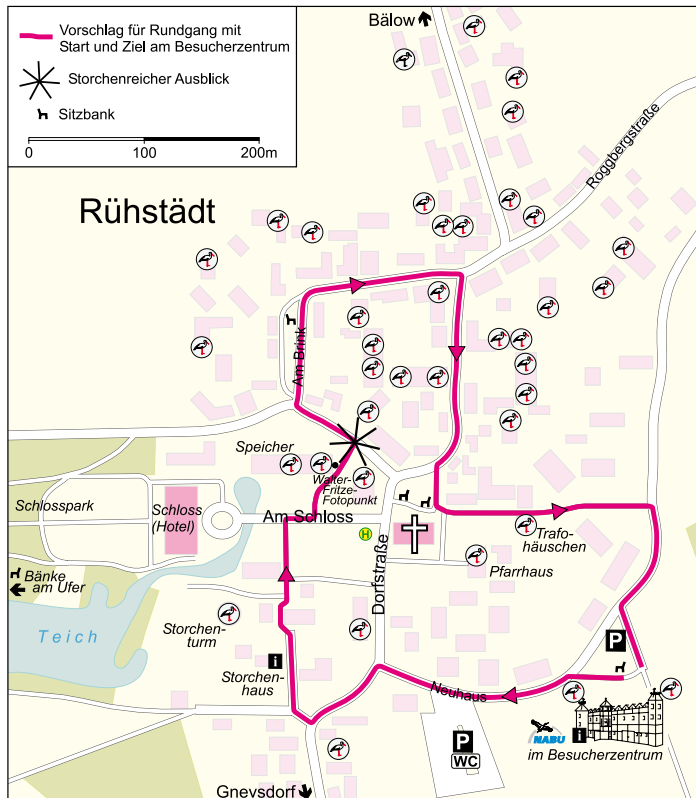 Vorschlag für Rundgang mit
Start und Ziel am Besucherzentrum
Storchenreicher Ausblick
Sitzbank
0 100 200m
Bälow
Roggbergstraße
Rühstädt
Am Brink
Speicher
Walter-
Fritze-
Fotopunkt
Schlosspark
Schloss
(Hotel)
Am Schloss
H
Trafo-
häuschen
Dorfstraße
Pfarrhaus
Bänke
am Ufer
Teich
Storchen-
turm
i
Storchen-
haus
P
Neuhaus
P
WC
NABU
i
im Besucherzentrum
Gnevsdorf